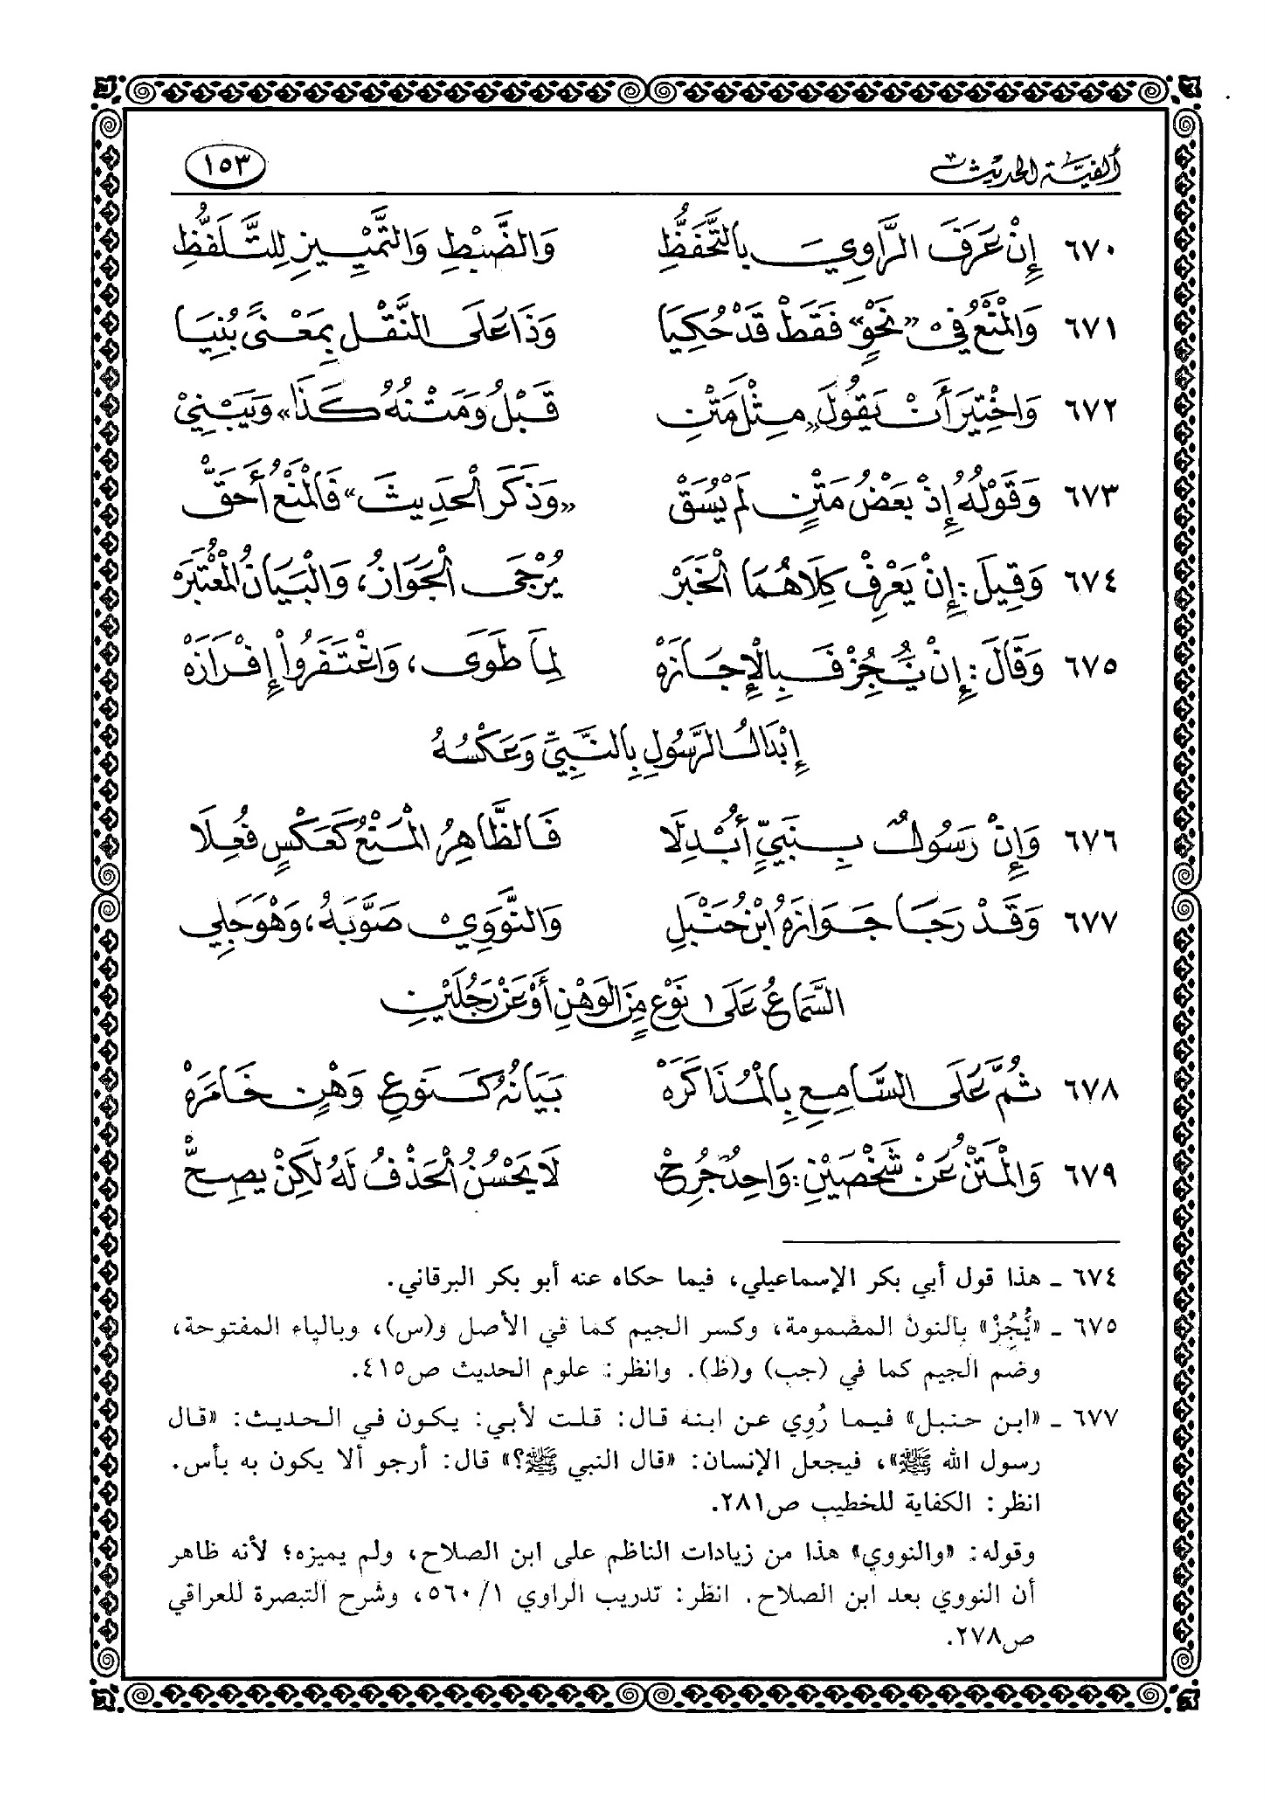 ألفية الحديث ١٥٣
٦٧٠ إِنْ عَرَفَ الرَّاوِيَ بِالتَّحَفُّظِ وَالضَّبْطِ وَالتَّمْيِيزِ لِلتَّلَفُّظِ
٦٧١ وَالْمَنْعُ فِي «نَحْوٍ» فَقَطْ قَدْ حُكِيَا وَذَا عَلَى النَّقْلِ بِمَعْنًى بُنِيَا
٦٧٢ وَاخْتِيرَ أَنْ يَقُولَ «مِثْلَ مَتْنِ قَبْلُ وَمَتْنُهُ كَذَا» وَيَبْنِيْ
٦٧٣ وَقَوْلُهُ إِذْ بَعْضُ مَتْنٍ لَمْ يُسَقْ «وَذَكَرَ الْحَدِيثَ» فَالْمَنْعُ أَحَقّْ
٦٧٤ وَقِيلَ: إِنْ يَعْرِفْ كِلَاهُمَا الْخَبَرْ يُرْجَى الْجَوَازُ، وَالْبَيَانُ الْمُعْتَبَرْ
٦٧٥ وَقَالَ: إِنْ يُجِزْ فَبِالْإِجَازَهْ لِمَا طَوَى، وَاغْتَفَرُوا إِفْرَازَهْ
إِبْدَالُ الرَّسُولِ بِالنَّبِيِّ وَعَكْسُهُ
٦٧٦ وَإِنْ رَسُولٌ بِنَبِيٍّ أُبْدِلَا فَالظَّاهِرُ الْمَنْعُ كَعَكْسٍ فُعِلَا
٦٧٧ وَقَدْ رَجَا جَوَازَهُ ابْنُ حَنْبَلِ وَالنَّوَوِيْ صَوَّبَهُ، وَهْوَ جَلِي
السَّمَاعُ عَلَى نَوْعٍ مِنَ الْوَهْنِ أَوْ عَنْ رَجُلَيْنِ
٦٧٨ ثُمَّ عَلَى السَّامِعِ بِالْمُذَاكَرَهْ بَيَانُهُ كَنَوْعِ وَهْنٍ خَامَرَهْ
٦٧٩ وَالْمَتْنُ عَنْ شَخْصَيْنِ: وَاحِدٌ جُرِحْ لَا يَحْسُنُ الْحَذْفُ لَهُ لَكِنْ يَصِحّْ
٦٧٤ ـ هذا قول أبي بكر الإسماعيلي، فيما حكاه عنه أبو بكر البرقاني.
٦٧٥ ـ «نُجِزْ» بالنون المضمومة، وكسر الجيم كما في الأصل و(س)، وبالياء المفتوحة،
وضم الجيم كما في (جب) و(ظ). وانظر: علوم الحديث ص٤١٥.
٦٧٧ ـ «ابن حنبل» فيما رُوِي عن ابنه قال: قلت لأبي: يكون في الحديث: «قال
رسول الله ﷺ»، فيجعل الإنسان: «قال النبي ﷺ؟» قال: أرجو ألا يكون به بأس.
انظر: الكفاية للخطيب ص٢٨١.
وقوله: «والنووي» هذا من زيادات الناظم على ابن الصلاح، ولم يميزه؛ لأنه ظاهر
أن النووي بعد ابن الصلاح. انظر: تدريب الراوي ١/ ٥٦٠، وشرح التبصرة للعراقي
ص٢٧٨.